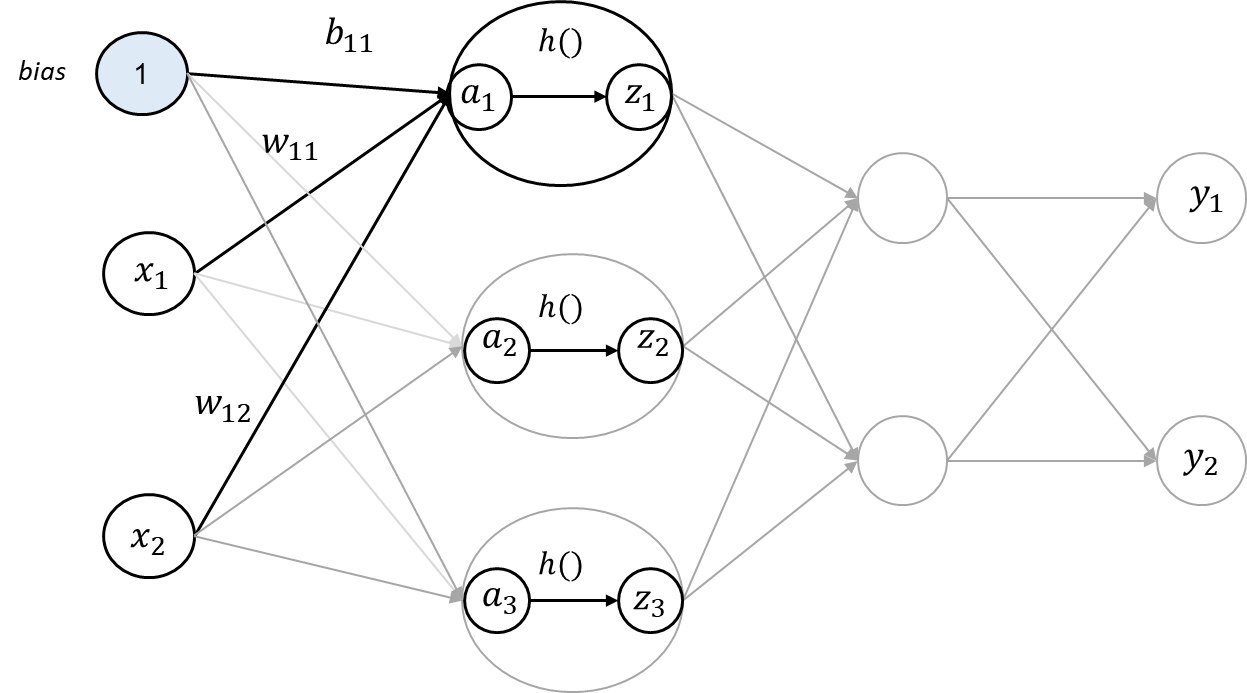 bias
1
b₁₁
h()
a₁
z₁
w₁₁
x₁
y₁
h()
a₂
z₂
w₁₂
x₂
y₂
h()
a₃
z₃